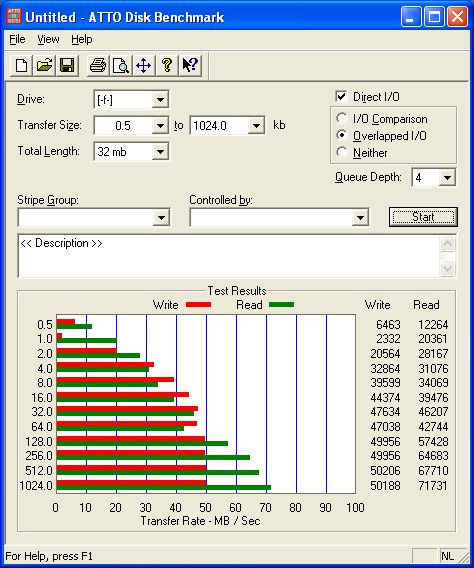 Untitled - ATTO Disk Benchmark
File View Help
Drive: [-f-] Direct I/O
Transfer Size: 0.5 to 1024.0 kb I/O Comparison
Overlapped I/O
Total Length: 32 mb Neither
Queue Depth: 4
Stripe Group: Controlled by: Start
<< Description >>
Test Results
Write Read Write Read
0.5 6463 12264
1.0 2332 20361
2.0 20564 28167
4.0 32864 31076
8.0 39599 34069
16.0 44374 39476
32.0 47634 46207
64.0 47038 42744
128.0 49956 57428
256.0 49956 64683
512.0 50206 67710
1024.0 50188 71731
0 10 20 30 40 50 60 70 80 90 100
Transfer Rate - MB / Sec
For Help, press F1 NL